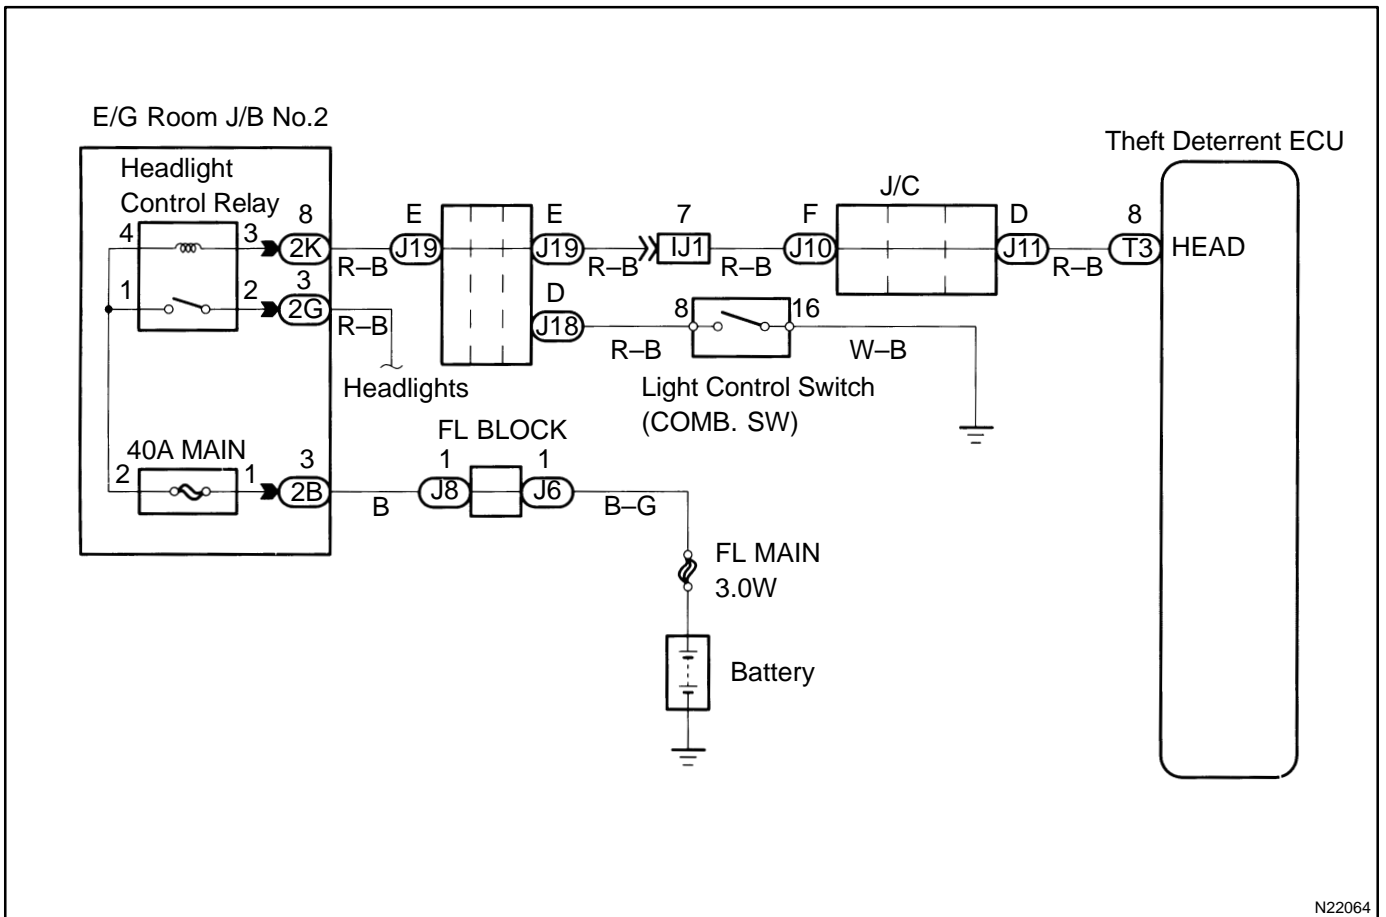 E/G Room J/B No.2
Theft Deterrent ECU
Headlight
Control Relay
J/C
4
3
8
2K
R–B
E
J19
E
J19
R–B
7
IJ1
R–B
F
J10
D
J11
R–B
8
T3
HEAD
1
2
3
2G
R–B
Headlights
D
J18
R–B
8
16
W–B
Light Control Switch
(COMB. SW)
40A MAIN
2
1
3
2B
B
FL BLOCK
1
J8
1
J6
B–G
FL MAIN
3.0W
Battery
N22064